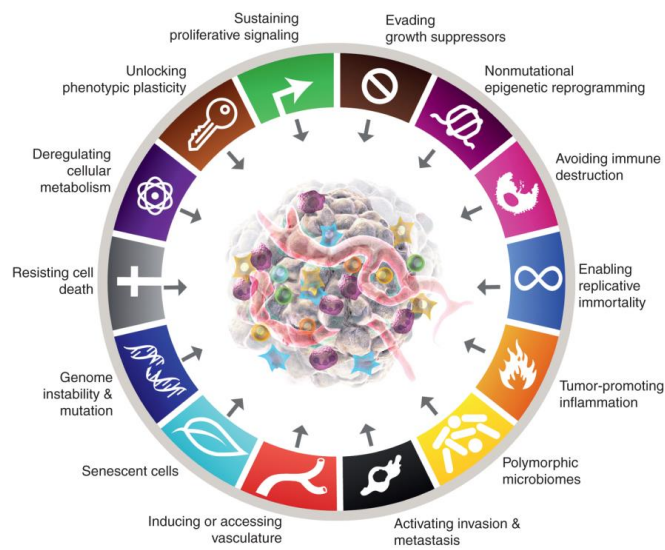 Sustaining
proliferative signaling
Evading
growth suppressors
Nonmutational
epigenetic reprogramming
Avoiding immune
destruction
Enabling
replicative
immortality
Tumor-promoting
inflammation
Polymorphic
microbiomes
Activating invasion &
metastasis
Inducing or accessing
vasculature
Senescent cells
Genome
instability &
mutation
Resisting cell
death
Deregulating
cellular
metabolism
Unlocking
phenotypic plasticity